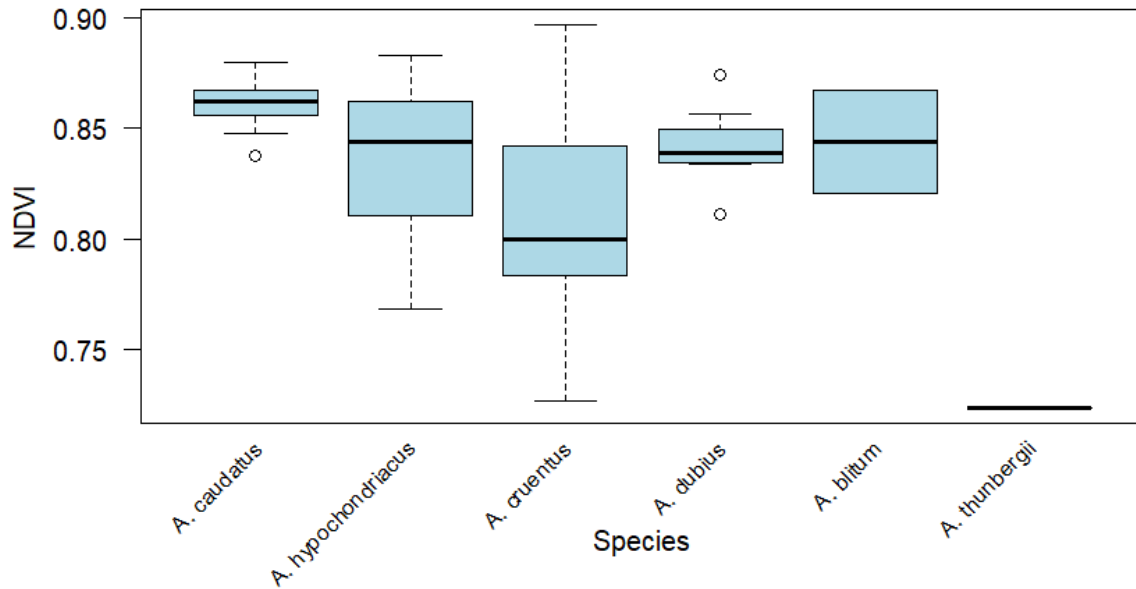 0.90
0.85
0.80
0.75
NDVI
A. caudatus
A. hypochondriacus
A. cruentus
A. dubius
A. blitum
A. thunbergii
Species